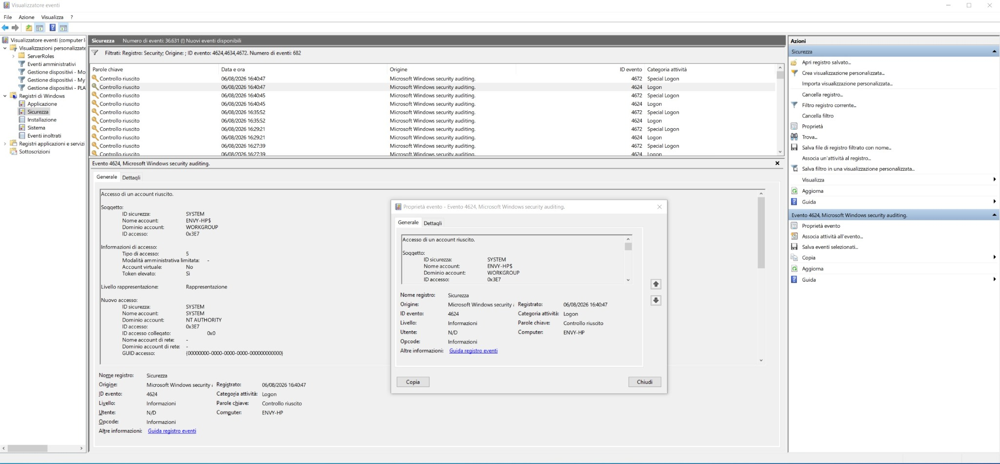 Visualizzatore eventi
File Azione Visualizza ?
Visualizzatore eventi (computer l
Visualizzazioni personalizzate
ServerRoles
Eventi amministrativi
Gestione dispositivi - Mo
Gestione dispositivi - My
Gestione dispositivi - PLA
Registri di Windows
Applicazione
Sicurezza
Installazione
Sistema
Eventi inoltrati
Registri applicazioni e servizi
Sottoscrizioni
Sicurezza Numero di eventi: 36.631 (!) Nuovi eventi disponibili
Filtrati: Registro: Security; Origine: ; ID evento: 4624,4634,4672. Numero di eventi: 682
Parole chiave Data e ora Origine ID evento Categoria attività
Controllo riuscito 06/08/2026 16:40:47 Microsoft Windows security auditing. 4672 Special Logon
Controllo riuscito 06/08/2026 16:40:47 Microsoft Windows security auditing. 4624 Logon
Controllo riuscito 06/08/2026 16:40:45 Microsoft Windows security auditing. 4672 Special Logon
Controllo riuscito 06/08/2026 16:40:45 Microsoft Windows security auditing. 4624 Logon
Controllo riuscito 06/08/2026 16:35:52 Microsoft Windows security auditing. 4672 Special Logon
Controllo riuscito 06/08/2026 16:35:52 Microsoft Windows security auditing. 4624 Logon
Controllo riuscito 06/08/2026 16:29:21 Microsoft Windows security auditing. 4672 Special Logon
Controllo riuscito 06/08/2026 16:29:21 Microsoft Windows security auditing. 4624 Logon
Controllo riuscito 06/08/2026 16:27:39 Microsoft Windows security auditing. 4672 Special Logon
Controllo riuscito 06/08/2026 16:27:39 Microsoft Windows security auditing. 4624 Logon
Evento 4624, Microsoft Windows security auditing.
Generale Dettagli
Accesso di un account riuscito.
Soggetto:
ID sicurezza: SYSTEM
Nome account: ENVY-HP$
Dominio account: WORKGROUP
ID accesso: 0x3E7
Informazioni di accesso:
Tipo di accesso: 5
Modalità amministrativa limitata: -
Account virtuale: No
Token elevato: Sì
Livello rappresentazione: Rappresentazione
Nuovo accesso:
ID sicurezza: SYSTEM
Nome account: SYSTEM
Dominio account: NT AUTHORITY
ID accesso: 0x3E7
ID accesso collegato: 0x0
Nome account di rete: -
Dominio account di rete: -
GUID accesso: {00000000-0000-0000-0000-000000000000}
Nome registro: Sicurezza
Origine: Microsoft Windows security Registrato: 06/08/2026 16:40:47
ID evento: 4624 Categoria attività: Logon
Livello: Informazioni Parole chiave: Controllo riuscito
Utente: N/D Computer: ENVY-HP
Opcode: Informazioni
Altre informazioni: Guida registro eventi
Proprietà evento - Evento 4624, Microsoft Windows security auditing.
Generale Dettagli
Accesso di un account riuscito.
Soggetto:
ID sicurezza: SYSTEM
Nome account: ENVY-HP$
Dominio account: WORKGROUP
ID accesso: 0x3E7
Nome registro: Sicurezza
Origine: Microsoft Windows security Registrato: 06/08/2026 16:40:47
ID evento: 4624 Categoria attività: Logon
Livello: Informazioni Parole chiave: Controllo riuscito
Utente: N/D Computer: ENVY-HP
Opcode: Informazioni
Altre informazioni: Guida registro eventi
Copia Chiudi
Azioni
Sicurezza
Apri registro salvato...
Crea visualizzazione personalizzata...
Importa visualizzazione personalizzata...
Cancella registro...
Filtro registro corrente...
Cancella filtro
Proprietà
Trova...
Salva file di registro filtrato con nome...
Associa un'attività al registro...
Salva filtro in una visualizzazione personalizzata...
Visualizza
Aggiorna
Guida
Evento 4624, Microsoft Windows security auditing.
Proprietà evento
Associa attività all'evento...
Salva eventi selezionati...
Copia
Aggiorna
Guida